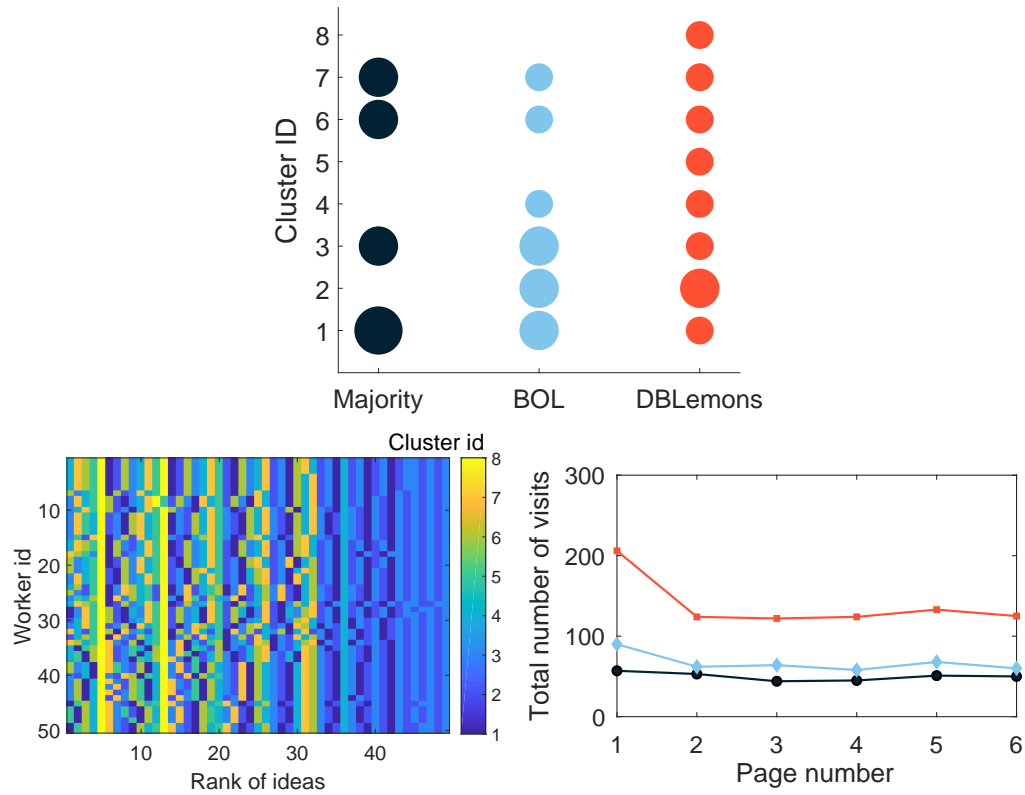 8
7
6
5
4
3
2
1
Cluster ID
Majority BOL DBLemons
Cluster id
10
20
30
40
50
Worker id
10 20 30 40
Rank of ideas
8
7
6
5
4
3
2
1
300
200
100
0
Total number of visits
1 2 3 4 5 6
Page number